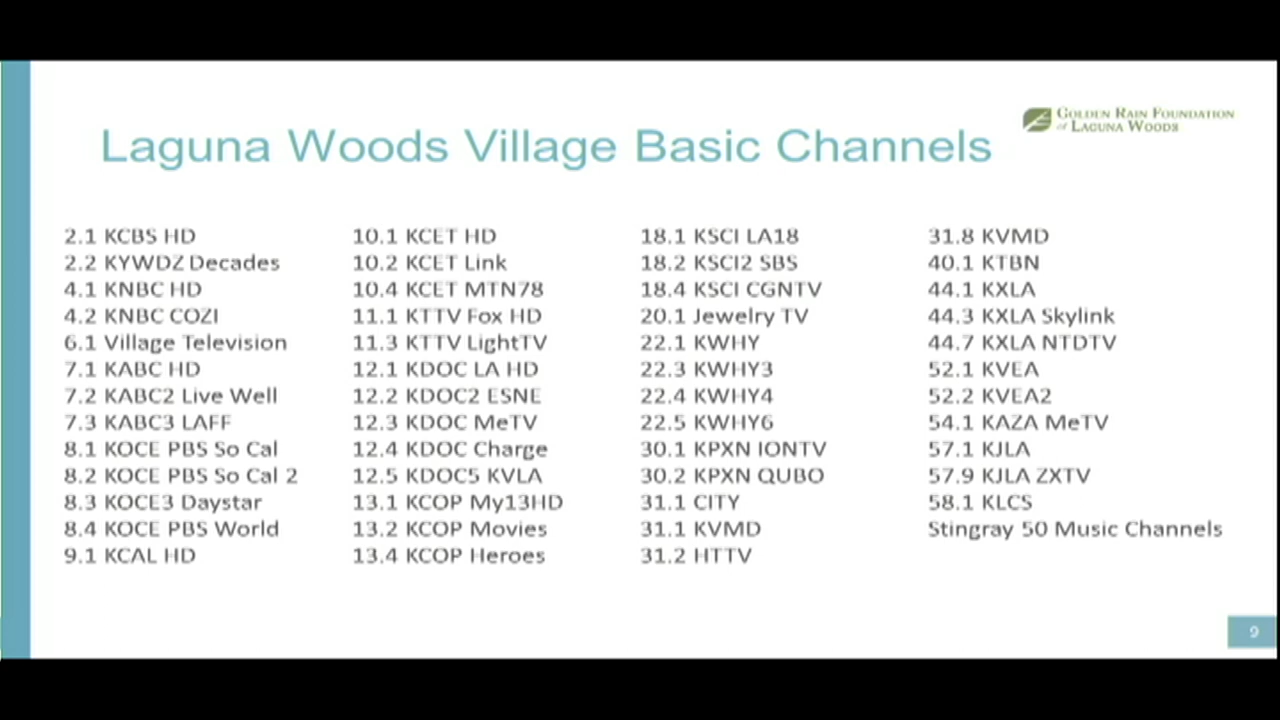 GOLDEN RAIN FOUNDATION
of LAGUNA WOODS
Laguna Woods Village Basic Channels
2.1 KCBS HD
2.2 KYWDZ Decades
4.1 KNBC HD
4.2 KNBC COZI
6.1 Village Television
7.1 KABC HD
7.2 KABC2 Live Well
7.3 KABC3 LAFF
8.1 KOCE PBS So Cal
8.2 KOCE PBS So Cal 2
8.3 KOCE3 Daystar
8.4 KOCE PBS World
9.1 KCAL HD
10.1 KCET HD
10.2 KCET Link
10.4 KCET MTN78
11.1 KTTV Fox HD
11.3 KTTV LightTV
12.1 KDOC LA HD
12.2 KDOC2 ESNE
12.3 KDOC MeTV
12.4 KDOC Charge
12.5 KDOC5 KVLA
13.1 KCOP My13HD
13.2 KCOP Movies
13.4 KCOP Heroes
18.1 KSCI LA18
18.2 KSCI2 SBS
18.4 KSCI CGNTV
20.1 Jewelry TV
22.1 KWHY
22.3 KWHY3
22.4 KWHY4
22.5 KWHY6
30.1 KPXN IONTV
30.2 KPXN QUBO
31.1 CITY
31.1 KVMD
31.2 HTTV
31.8 KVMD
40.1 KTBN
44.1 KXLA
44.3 KXLA Skylink
44.7 KXLA NTDTV
52.1 KVEA
52.2 KVEA2
54.1 KAZA MeTV
57.1 KJLA
57.9 KJLA ZXTV
58.1 KLCS
Stingray 50 Music Channels
9